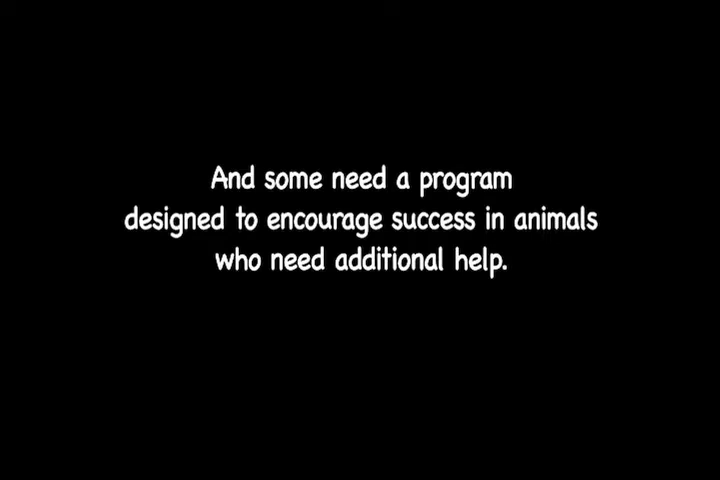 And some need a program
designed to encourage success in animals
who need additional help.